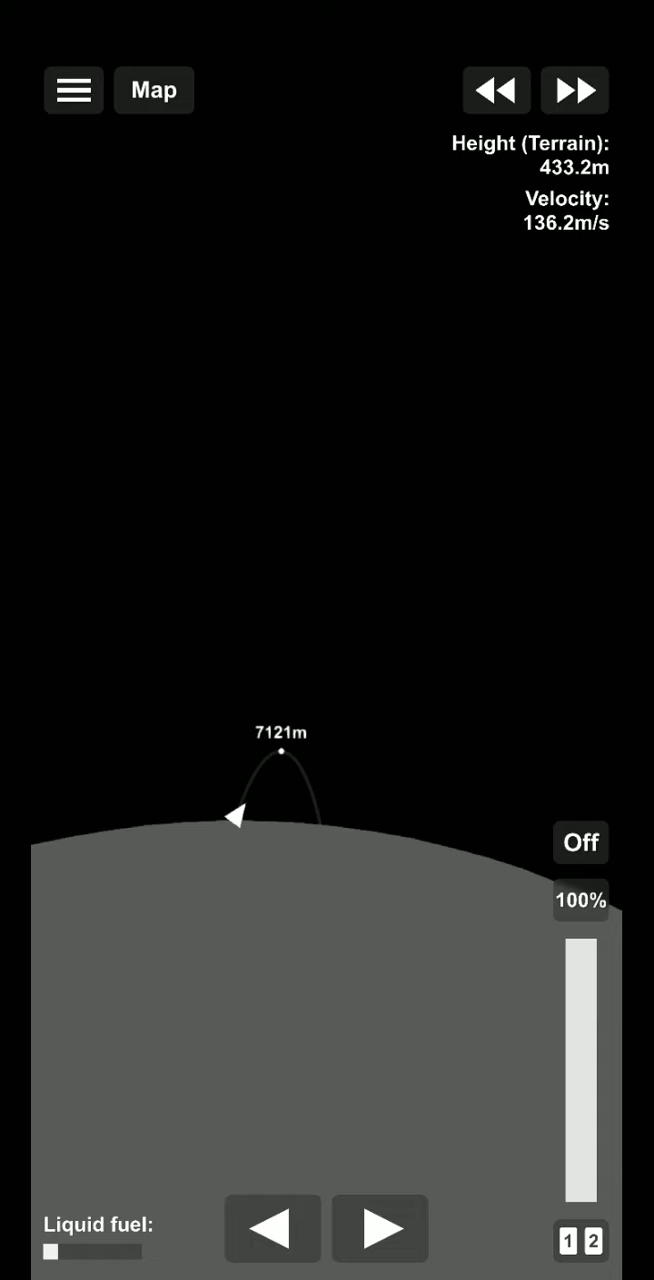 Map
Height (Terrain):
433.2m
Velocity:
136.2m/s
7121m
Off
100%
Liquid fuel:
1 2